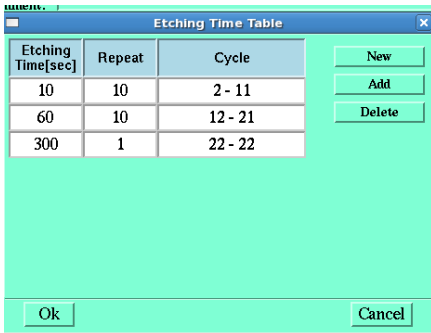 Etching Time Table
Etching Time[sec] Repeat Cycle
10 10 2 - 11
60 10 12 - 21
300 1 22 - 22
New
Add
Delete
Ok Cancel